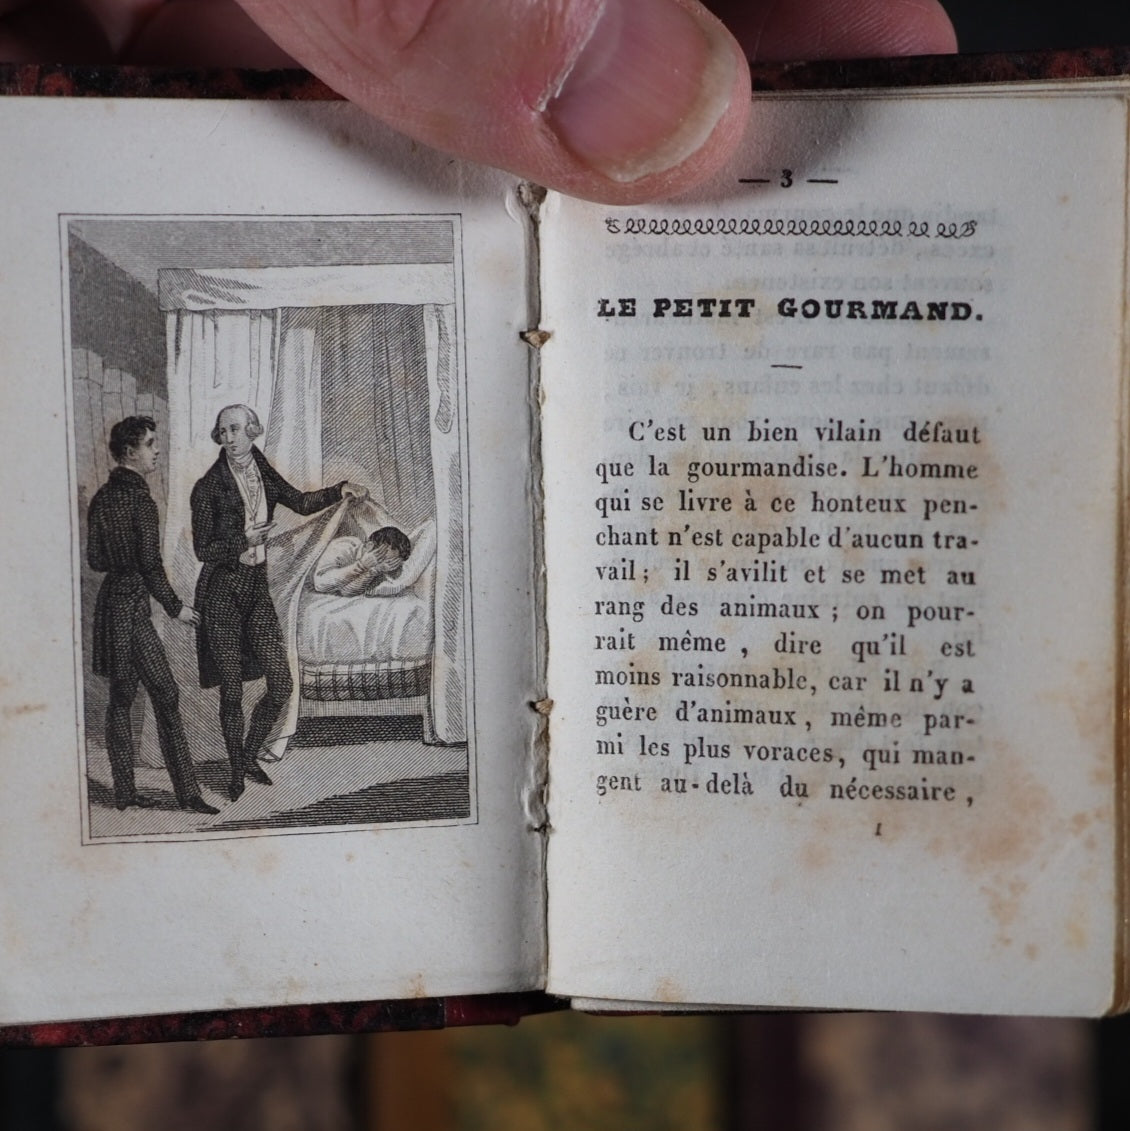 — 3 —
LE PETIT GOURMAND.
C'est un bien vilain défaut
que la gourmandise. L'homme
qui se livre à ce honteux pen-
chant n'est capable d'aucun tra-
vail ; il s'avilit et se met au
rang des animaux ; on pour-
rait même , dire qu'il est
moins raisonnable, car il n'y a
guère d'animaux , même par-
mi les plus voraces, qui man-
gent au-delà du nécessaire ,
1